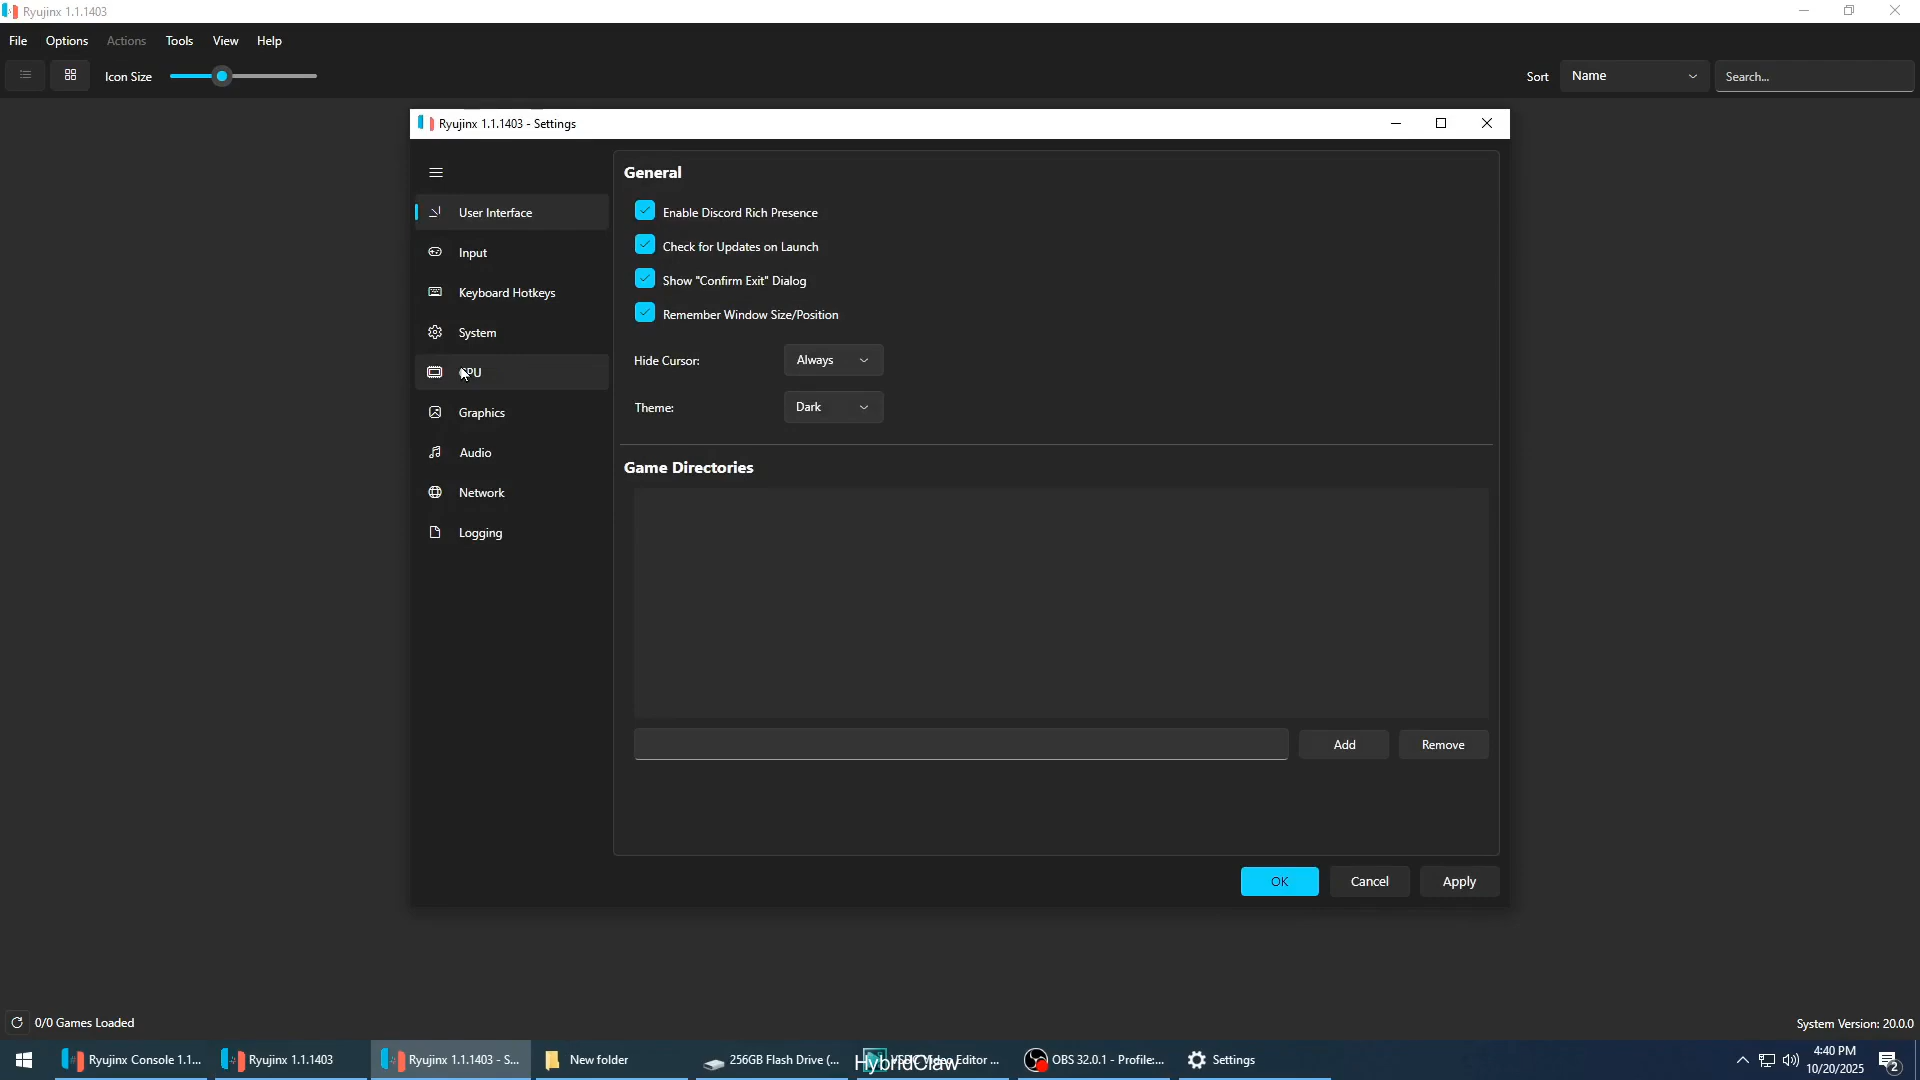 Ryujinx 1.1.1403
File Options Actions Tools View Help
Icon Size
Sort Name Search...
Ryujinx 1.1.1403 - Settings
General
User Interface
Enable Discord Rich Presence
Check for Updates on Launch
Input
Show "Confirm Exit" Dialog
Keyboard Hotkeys
Remember Window Size/Position
System
Hide Cursor: Always
CPU
Theme: Dark
Graphics
Audio
Game Directories
Network
Logging
Add Remove
OK Cancel Apply
0/0 Games Loaded
System Version: 20.0.0
Ryujinx Console 1.1... Ryujinx 1.1.1403 Ryujinx 1.1.1403 - S... New folder 256GB Flash Drive (... VSDC Video Editor ... OBS 32.0.1 - Profile:... Settings
HybridClaw
4:40 PM
10/20/2025
2